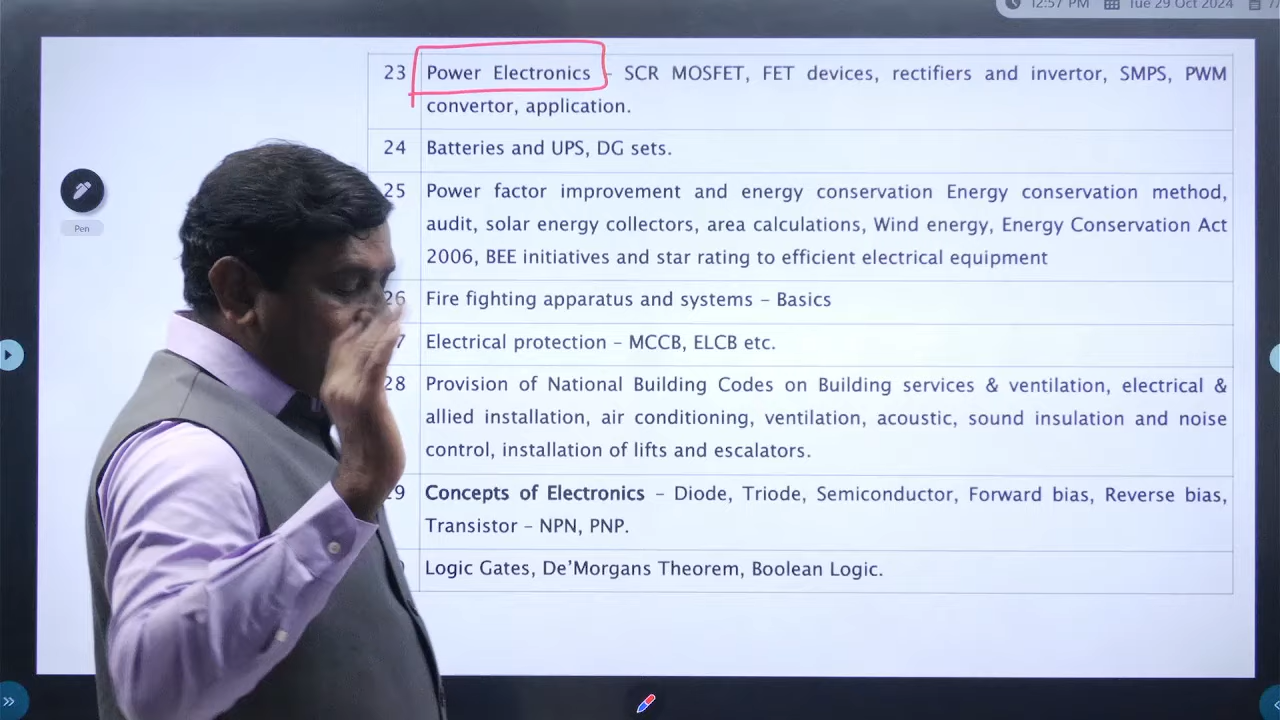 12:57 PM Tue 29 Oct 2024
23 Power Electronics – SCR MOSFET, FET devices, rectifiers and invertor, SMPS, PWM
convertor, application.
24 Batteries and UPS, DG sets.
25 Power factor improvement and energy conservation Energy conservation method,
audit, solar energy collectors, area calculations, Wind energy, Energy Conservation Act
2006, BEE initiatives and star rating to efficient electrical equipment
26 Fire fighting apparatus and systems – Basics
7 Electrical protection – MCCB, ELCB etc.
28 Provision of National Building Codes on Building services & ventilation, electrical &
allied installation, air conditioning, ventilation, acoustic, sound insulation and noise
control, installation of lifts and escalators.
29 Concepts of Electronics – Diode, Triode, Semiconductor, Forward bias, Reverse bias,
Transistor – NPN, PNP.
Logic Gates, De’Morgans Theorem, Boolean Logic.
Pen